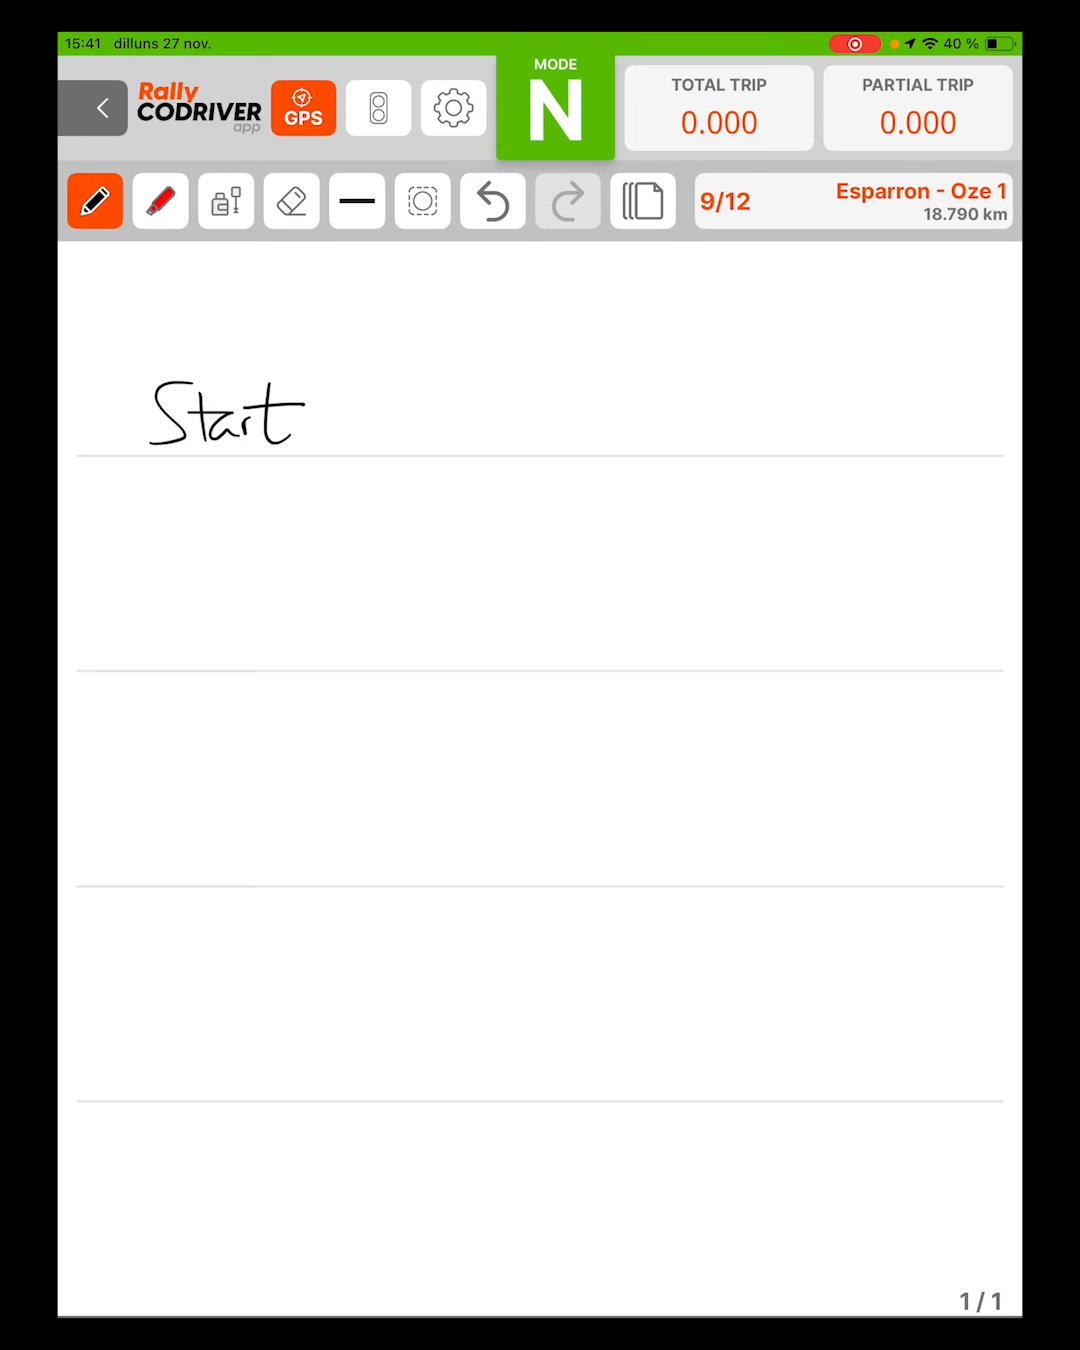 15:41 dilluns 27 nov. 40 %
Rally
CODRIVER
app
GPS
MODE
N
TOTAL TRIP
0.000
PARTIAL TRIP
0.000
9/12
Esparron - Oze 1
18.790 km
Start
1 / 1